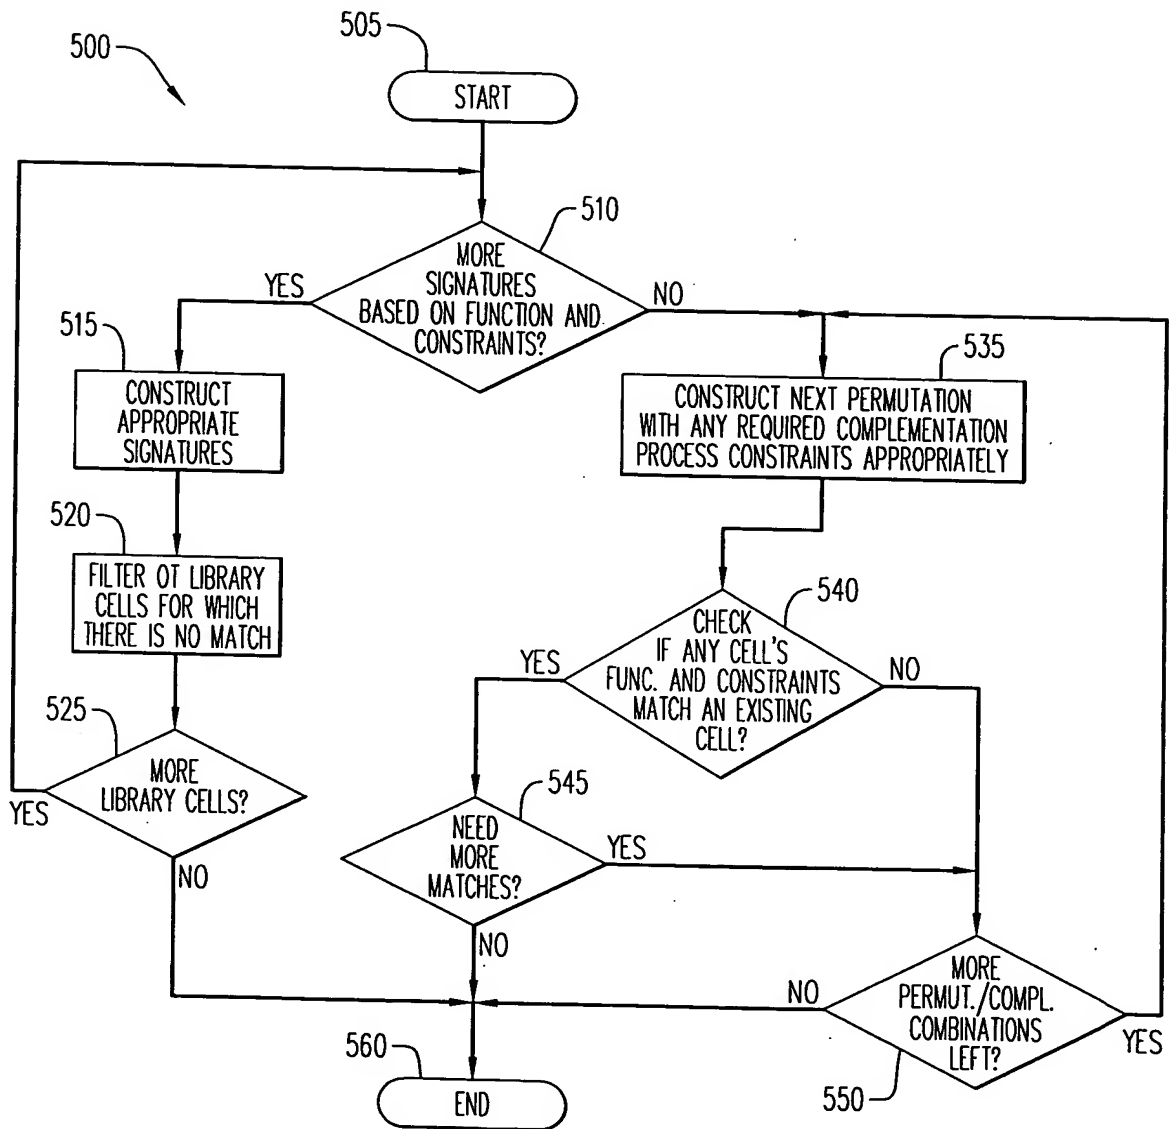 500
505
START
510
MORE
SIGNATURES
BASED ON FUNCTION AND
CONSTRAINTS?
YES
NO
515
CONSTRUCT
APPROPRIATE
SIGNATURES
535
CONSTRUCT NEXT PERMUTATION
WITH ANY REQUIRED COMPLEMENTATION
PROCESS CONSTRAINTS APPROPRIATELY
520
FILTER OT LIBRARY
CELLS FOR WHICH
THERE IS NO MATCH
540
CHECK
IF ANY CELL'S
FUNC. AND CONSTRAINTS
MATCH AN EXISTING
CELL?
YES
NO
525
MORE
LIBRARY CELLS?
YES
NO
545
NEED
MORE
MATCHES?
YES
NO
MORE
PERMUT./COMPL.
COMBINATIONS
LEFT?
NO
YES
550
560
END